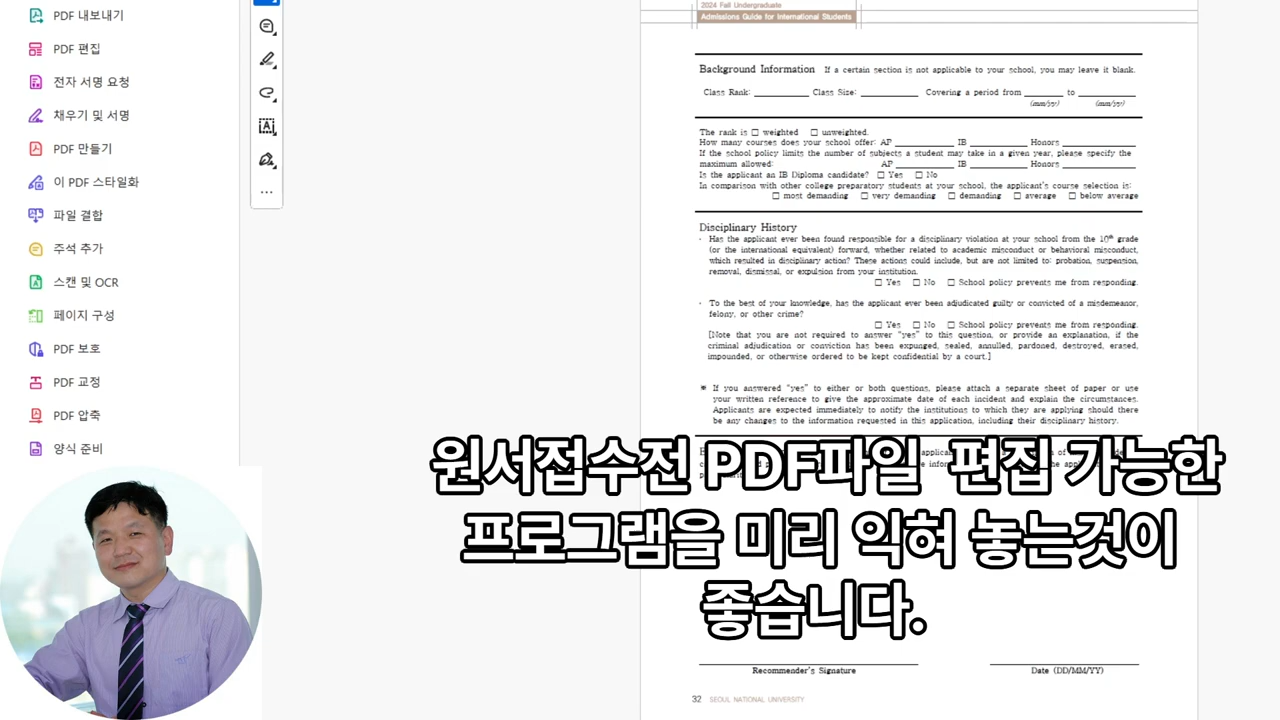 PDF 내보내기
PDF 편집
전자 서명 요청
채우기 및 서명
PDF 만들기
이 PDF 스타일화
파일 결합
주석 추가
스캔 및 OCR
페이지 구성
PDF 보호
PDF 교정
PDF 압축
양식 준비
2024 Fall Undergraduate
Admissions Guide for International Students
Background Information If a certain section is not applicable to your school, you may leave it blank.
Class Rank: Class Size: Covering a period from to
(mm/yy) (mm/yy)
The rank is □ weighted □ unweighted.
How many courses does your school offer: AP IB Honors
If the school policy limits the number of subjects a student may take in a given year, please specify the
maximum allowed: AP IB Honors
Is the applicant an IB Diploma candidate? □ Yes □ No
In comparison with other college preparatory students at your school, the applicant's course selection is:
□ most demanding □ very demanding □ demanding □ average □ below average
Disciplinary History
· Has the applicant ever been found responsible for a disciplinary violation at your school from the 10th grade
(or the international equivalent) forward, whether related to academic misconduct or behavioral misconduct,
which resulted in disciplinary action? These actions could include, but are not limited to: probation, suspension,
removal, dismissal, or expulsion from your institution.
□ Yes □ No □ School policy prevents me from responding.
· To the best of your knowledge, has the applicant ever been adjudicated guilty or convicted of a misdemeanor,
felony, or other crime?
□ Yes □ No □ School policy prevents me from responding.
[Note that you are not required to answer "yes" to this question, or provide an explanation, if the
criminal adjudication or conviction has been expunged, sealed, annulled, pardoned, destroyed, erased,
impounded, or otherwise ordered to be kept confidential by a court.]
※ If you answered "yes" to either or both questions, please attach a separate sheet of paper or use
your written reference to give the approximate date of each incident and explain the circumstances.
Applicants are expected immediately to notify the institutions to which they are applying should there
be any changes to the information requested in this application, including their disciplinary history.
원서접수전 PDF파일 편집 가능한
프로그램을 미리 익혀 놓는것이
좋습니다.
Recommender's Signature Date (DD/MM/YY)
32 SEOUL NATIONAL UNIVERSITY